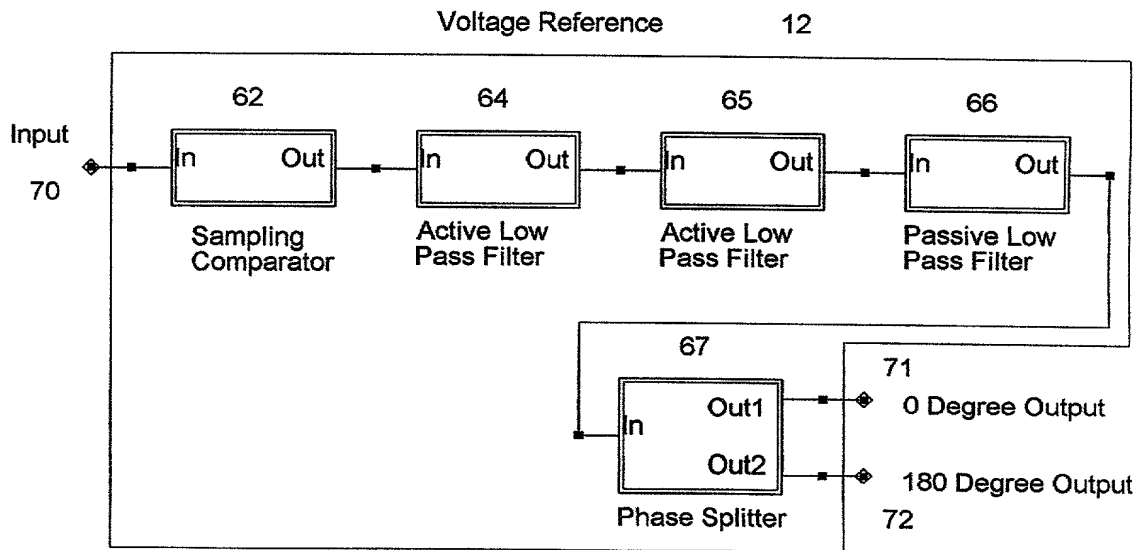 Voltage Reference 12
62 64 65 66
Input
In Out In Out In Out In Out
70
Sampling Comparator
Active Low Pass Filter
Active Low Pass Filter
Passive Low Pass Filter
67
71
Out1
0 Degree Output
In
Out2
180 Degree Output
Phase Splitter
72